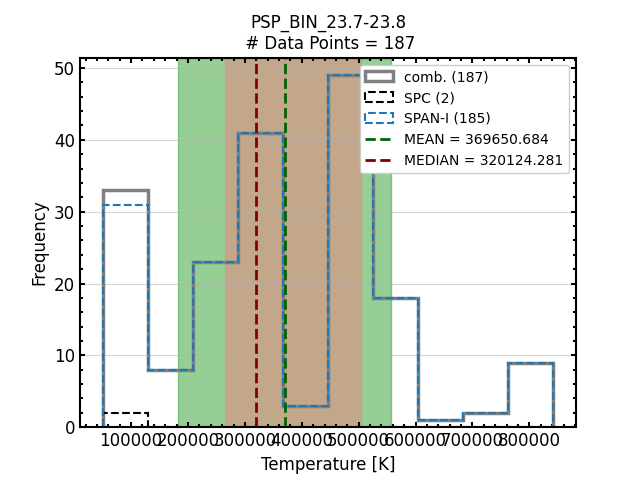 PSP_BIN_23.7-23.8
# Data Points = 187
comb. (187)
SPC (2)
SPAN-I (185)
MEAN = 369650.684
MEDIAN = 320124.281
Frequency
50
40
30
20
10
0
100000 200000 300000 400000 500000 600000 700000 800000
Temperature [K]